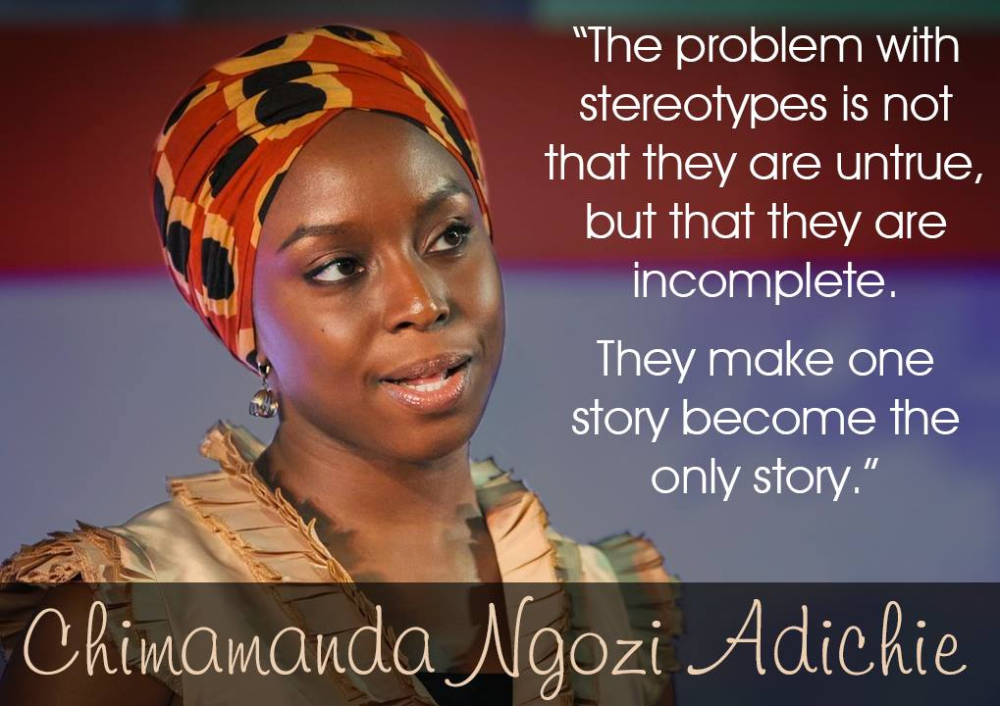 “The problem with
stereotypes is not
that they are untrue,
but that they are
incomplete.
They make one
story become the
only story.”
Chimamanda Ngozi Adichie